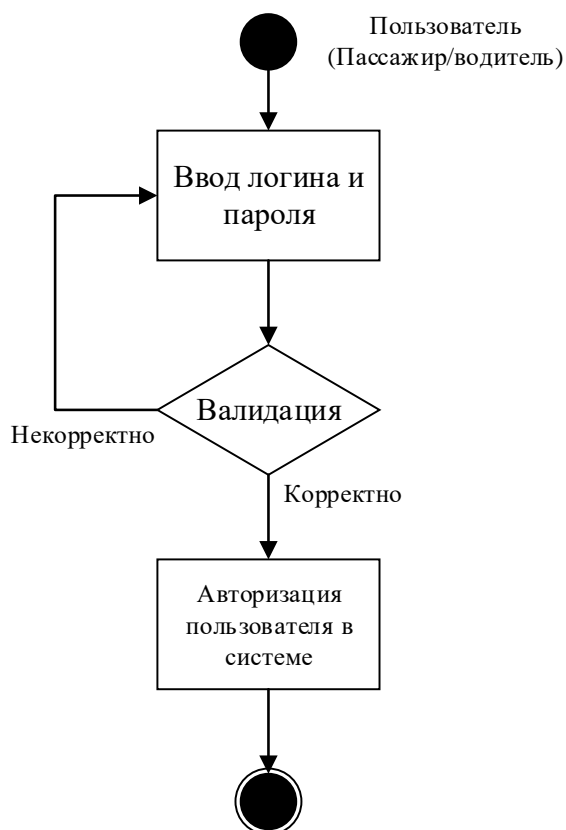 Пользователь
(Пассажир/водитель)
Ввод логина и
пароля
Валидация
Некорректно
Корректно
Авторизация
пользователя в
системе